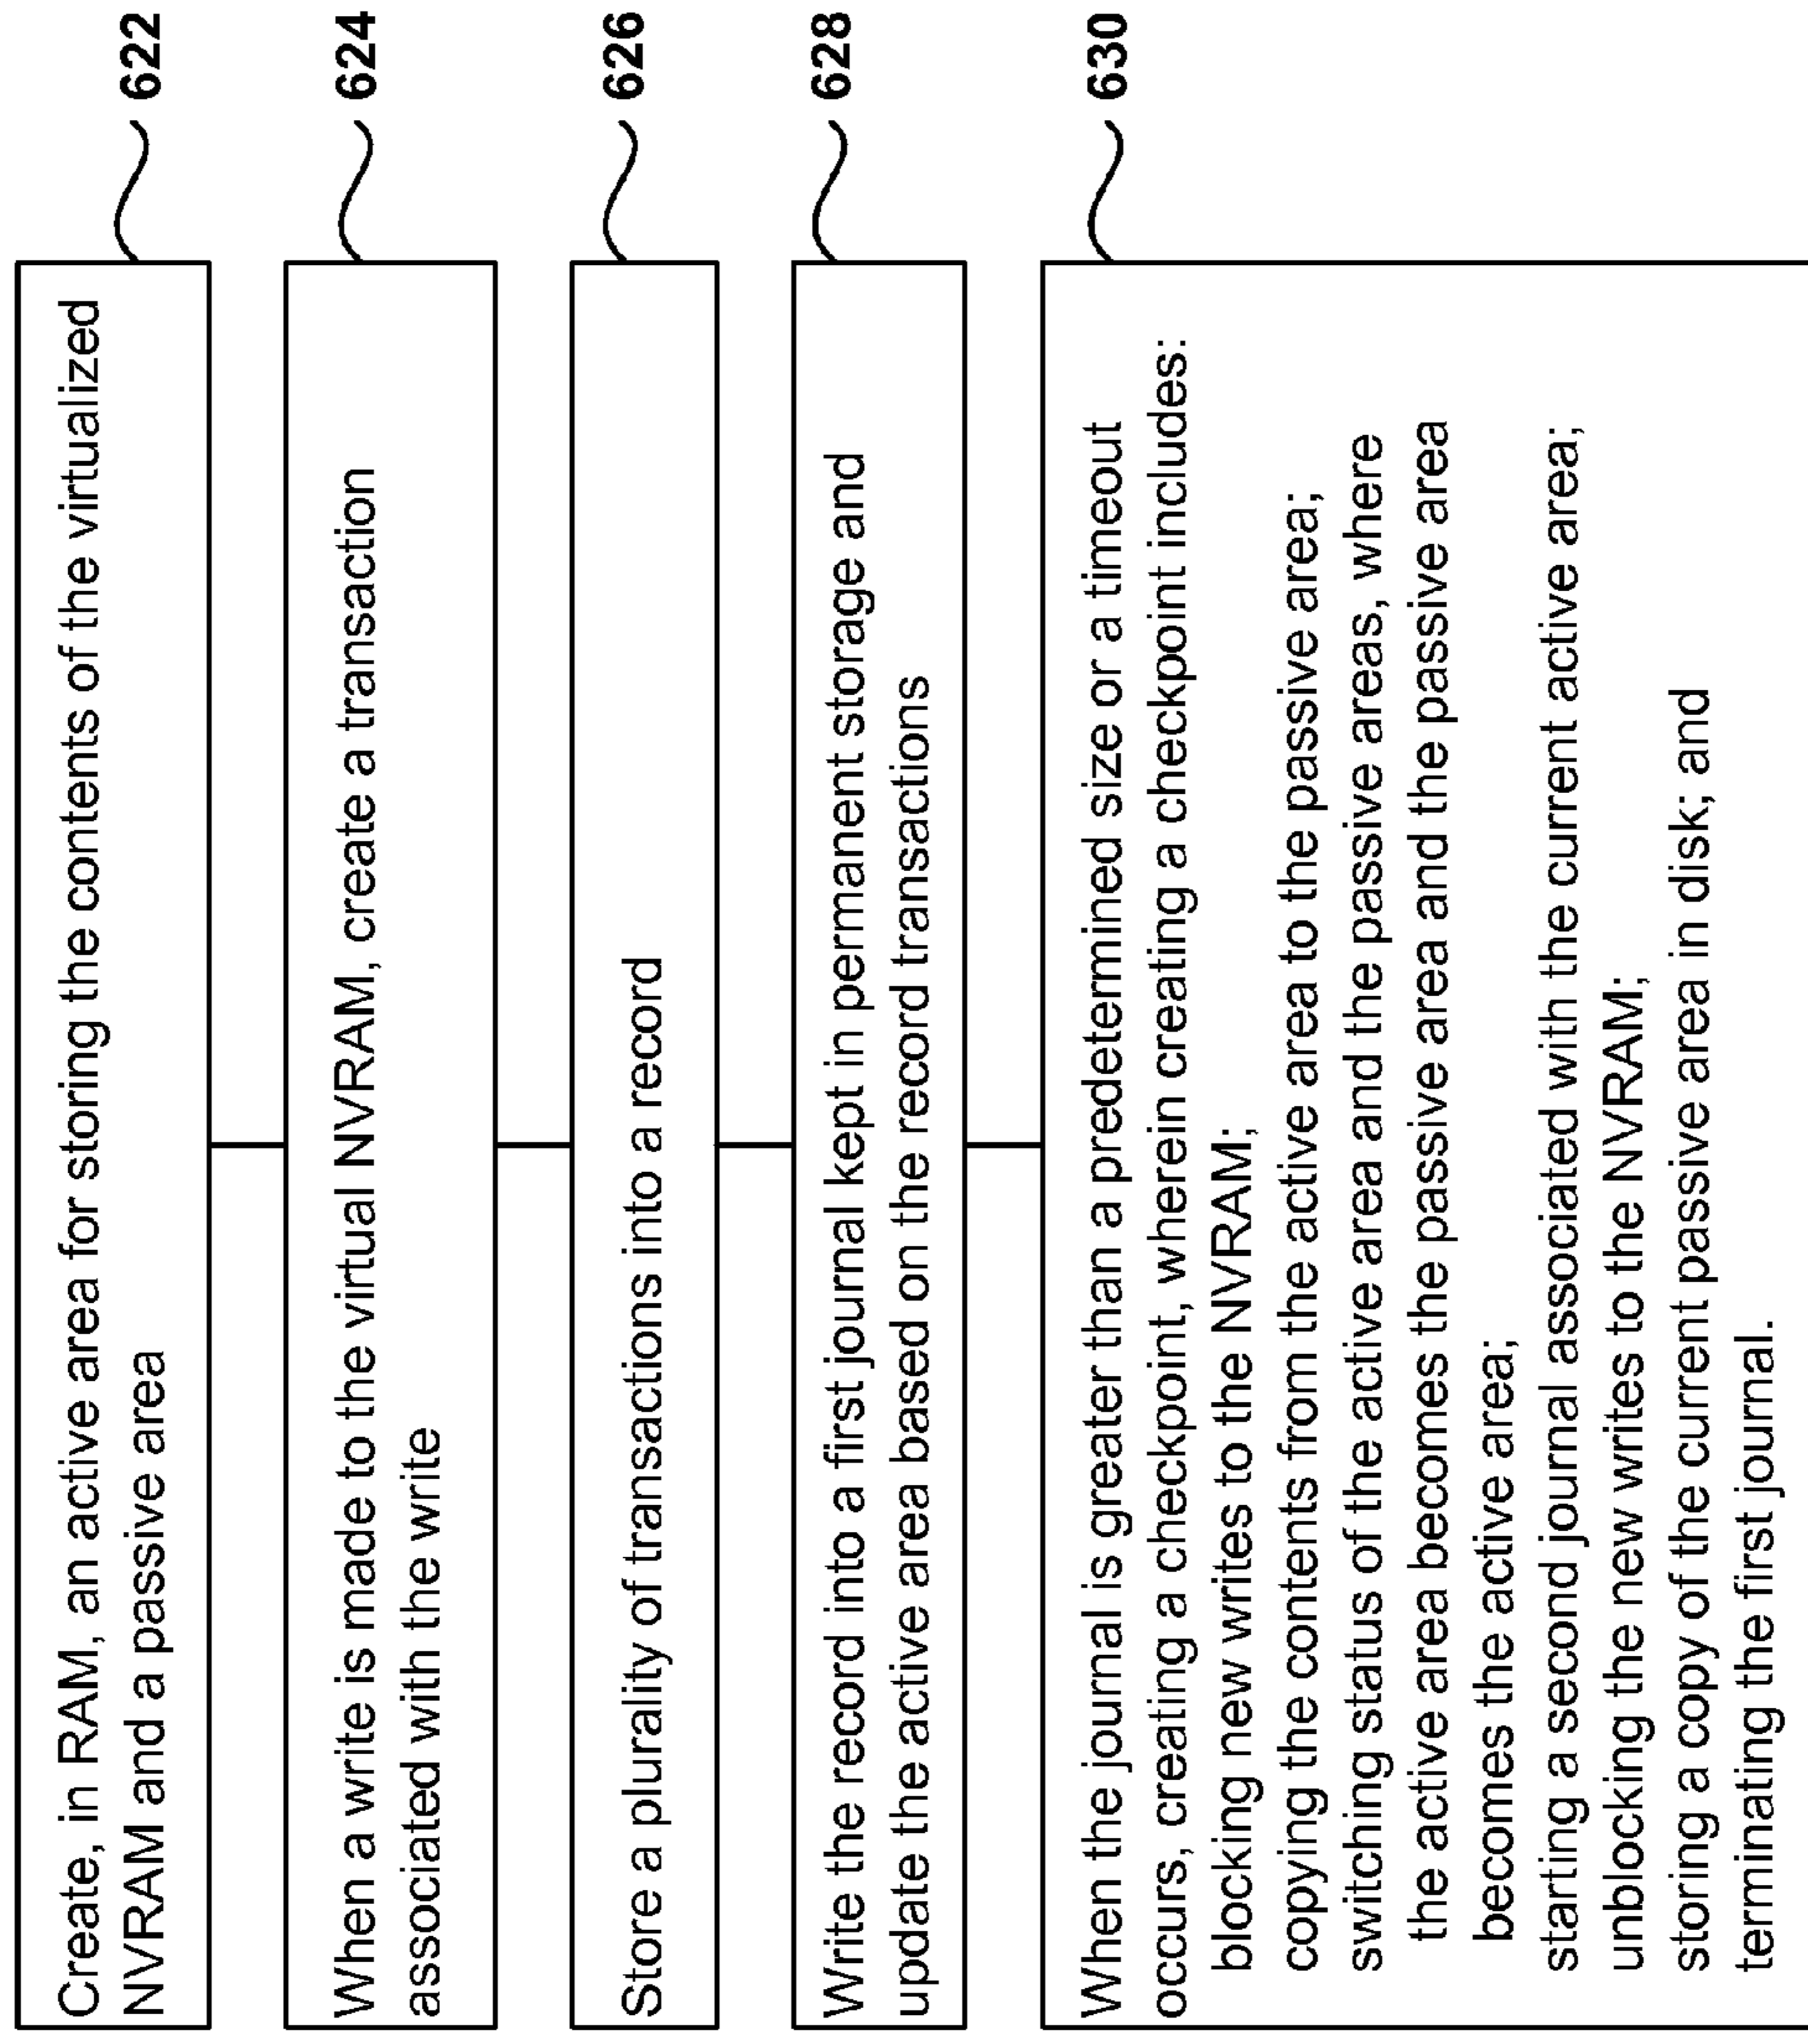 Create, in RAM, an active area for storing the contents of the virtualized
NVRAM and a passive area
622
When a write is made to the virtual NVRAM, create a transaction
associated with the write
624
Store a plurality of transactions into a record
626
Write the record into a first journal kept in permanent storage and
update the active area based on the record transactions
628
When the journal is greater than a predetermined size or a timeout
occurs, creating a checkpoint, wherein creating a checkpoint includes:
blocking new writes to the NVRAM;
copying the contents from the active area to the passive area;
switching status of the active area and the passive areas, where
the active area becomes the passive area and the passive area
becomes the active area;
starting a second journal associated with the current active area;
unblocking the new writes to the NVRAM;
storing a copy of the current passive area in disk; and
terminating the first journal.
630